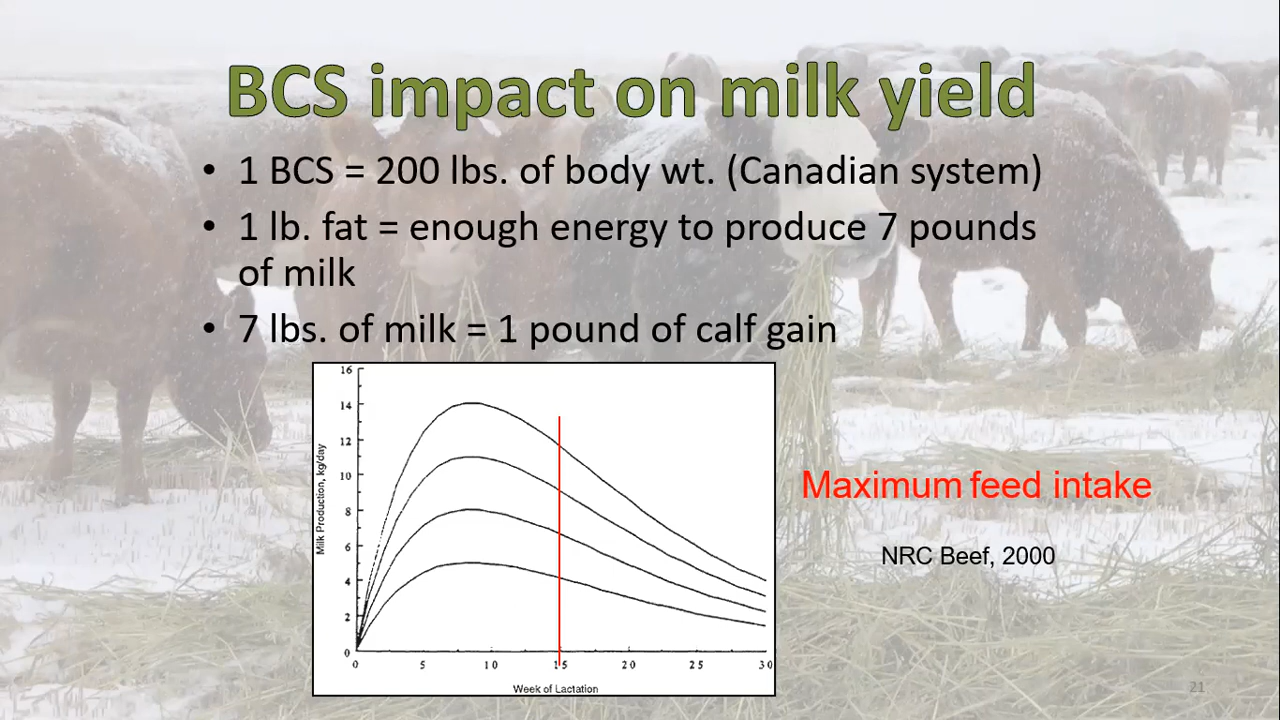 BCS impact on milk yield
• 1 BCS = 200 lbs. of body wt. (Canadian system)
• 1 lb. fat = enough energy to produce 7 pounds
of milk
• 7 lbs. of milk = 1 pound of calf gain
16
14
12
10
8
6
4
2
0
Milk Production, kg/day
0 5 10 15 20 25 30
Week of Lactation
Maximum feed intake
NRC Beef, 2000
21